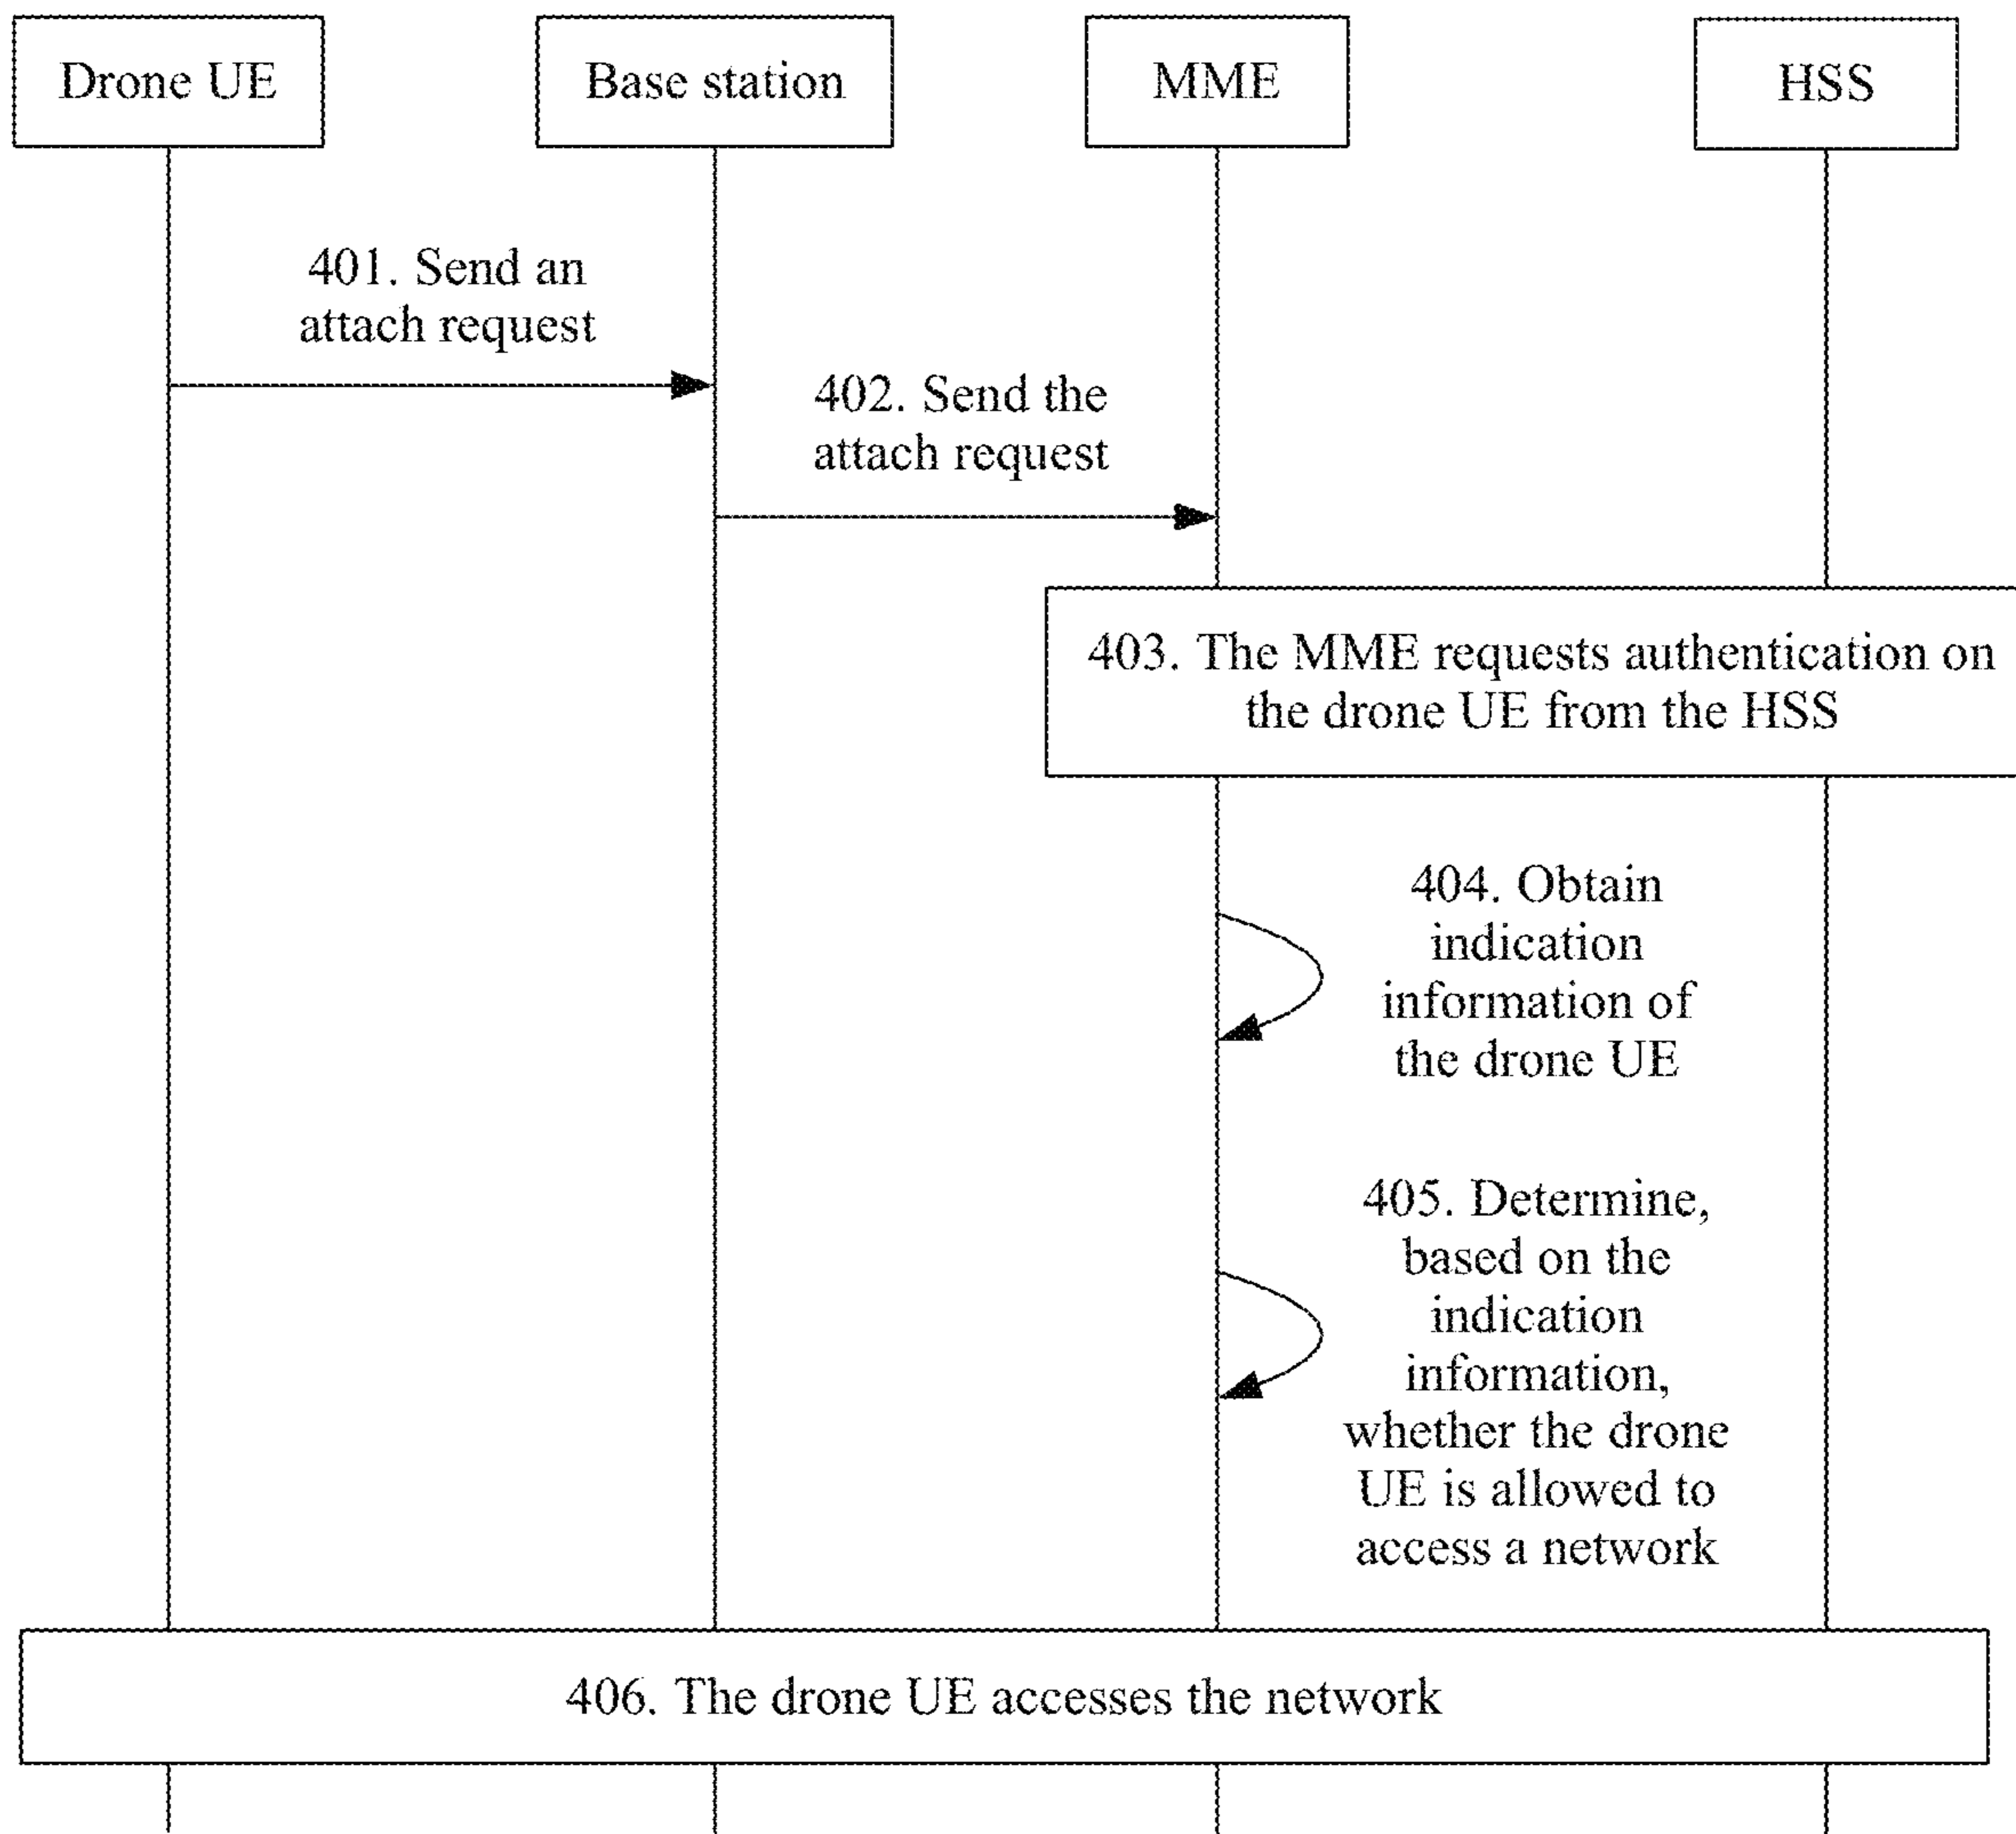 Drone UE
Base station
MME
HSS
401. Send an
attach request
402. Send the
attach request
403. The MME requests authentication on
the drone UE from the HSS
404. Obtain
indication
information of
the drone UE
405. Determine,
based on the
indication
information,
whether the drone
UE is allowed to
access a network
406. The drone UE accesses the network